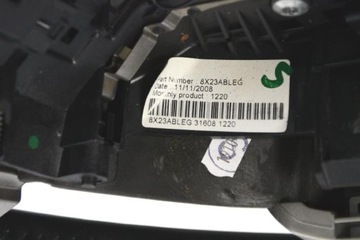 Part Number : 8X23ABLEG
Date : 11/11/2008
Monthly product : 1220
8X23ABLEG 31608 1220
S